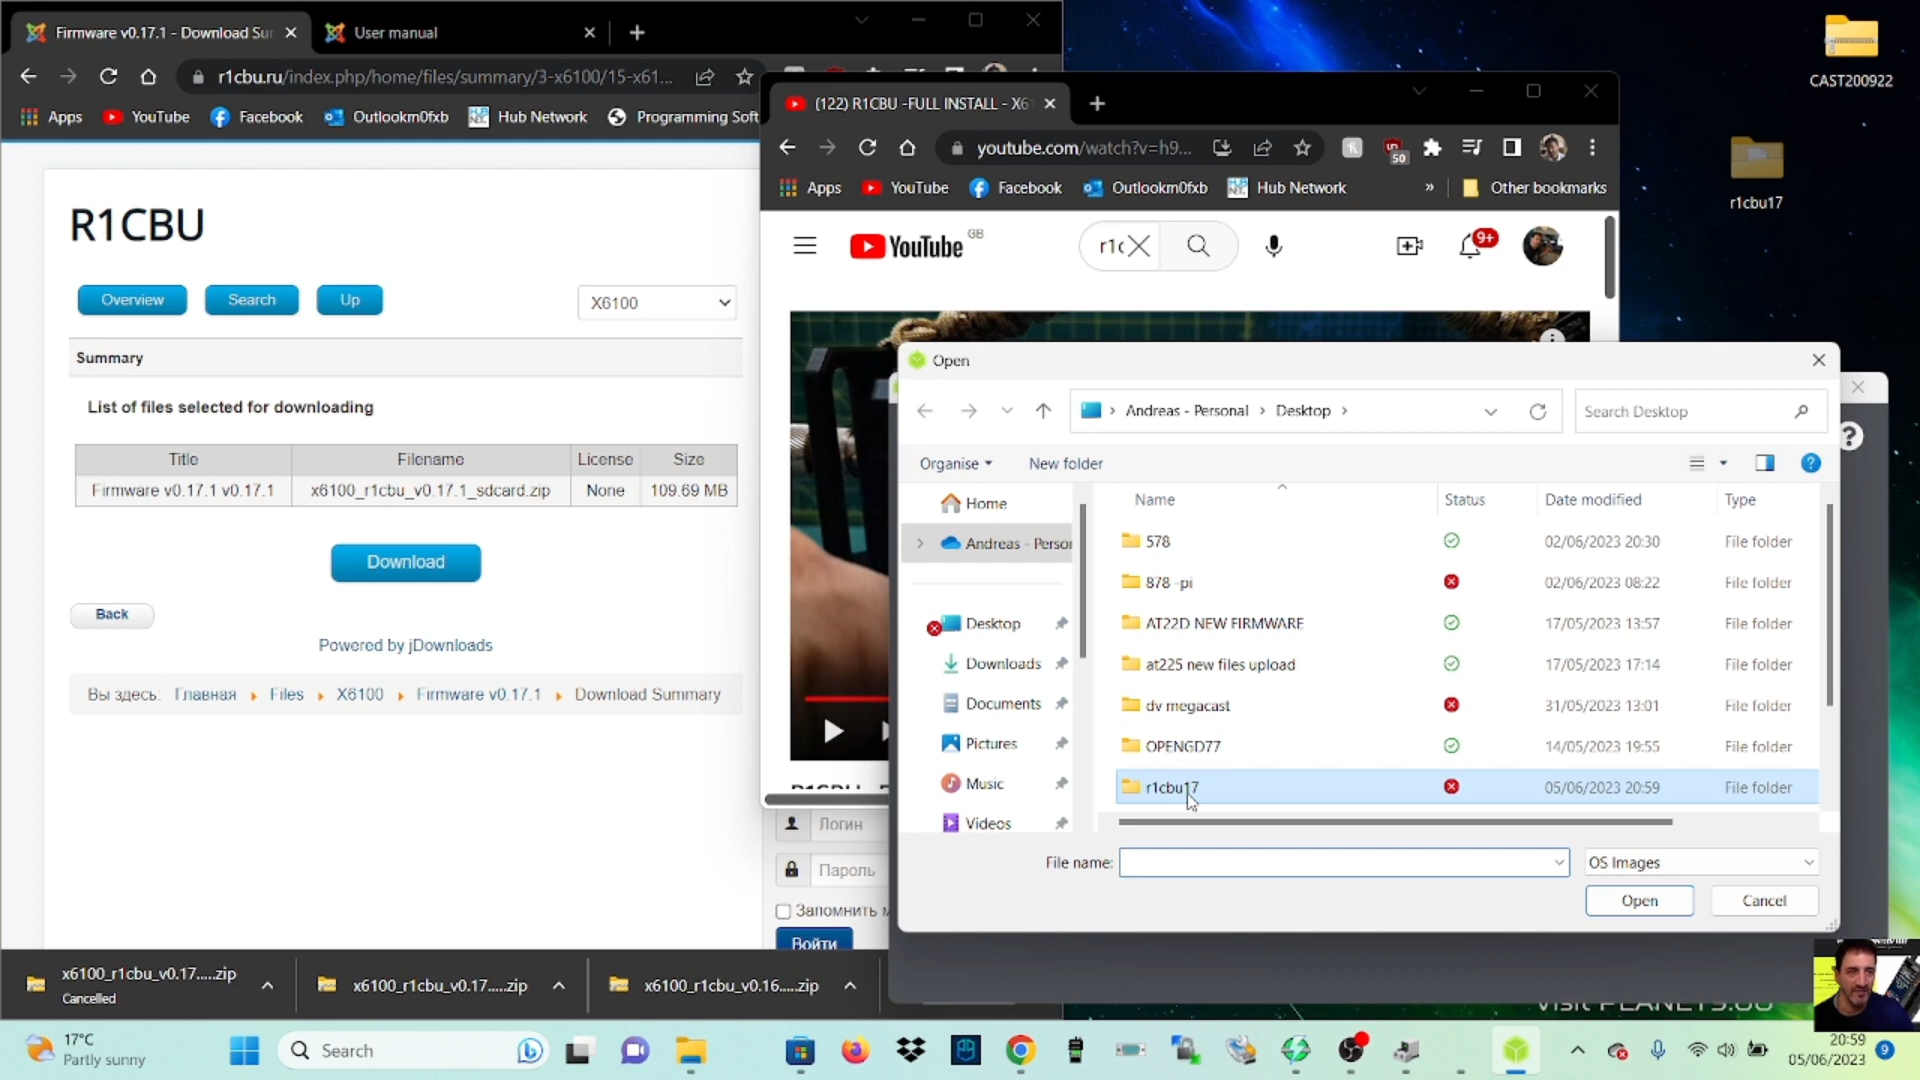 Firmware v0.17.1 - Download Sur
User manual
r1cbu.ru/index.php/home/files/summary/3-x6100/15-x61...
Apps
YouTube
Facebook
Outlookm0fxb
Hub Network
Programming Soft
R1CBU
Overview
Search
Up
X6100
Summary
List of files selected for downloading
Title Filename License Size
Firmware v0.17.1 v0.17.1 x6100_r1cbu_v0.17.1_sdcard.zip None 109.69 MB
Download
Back
Powered by jDownloads
Вы здесь: Главная Files X6100 Firmware v0.17.1 Download Summary
(122) R1CBU -FULL INSTALL - X6
youtube.com/watch?v=h9...
50
Apps
YouTube
Facebook
Outlookm0fxb
Hub Network
»
Other bookmarks
YouTube GB
r1c
9+
Логин
Пароль
Запомнить
Войти
Open
Andreas - Personal > Desktop >
Search Desktop
Organise
New folder
Home
Andreas - Person
Desktop
Downloads
Documents
Pictures
Music
Videos
Name Status Date modified Type
578 02/06/2023 20:30 File folder
878 -pi 02/06/2023 08:22 File folder
AT22D NEW FIRMWARE 17/05/2023 13:57 File folder
at225 new files upload 17/05/2023 17:14 File folder
dv megacast 31/05/2023 13:01 File folder
OPENGD77 14/05/2023 19:55 File folder
r1cbu17 05/06/2023 20:59 File folder
File name:
OS Images
Open
Cancel
CAST200922
r1cbu17
x6100_r1cbu_v0.17.....zip
Cancelled
x6100_r1cbu_v0.17.....zip
x6100_r1cbu_v0.16.....zip
17°C
Partly sunny
Search
20:59
05/06/2023
9